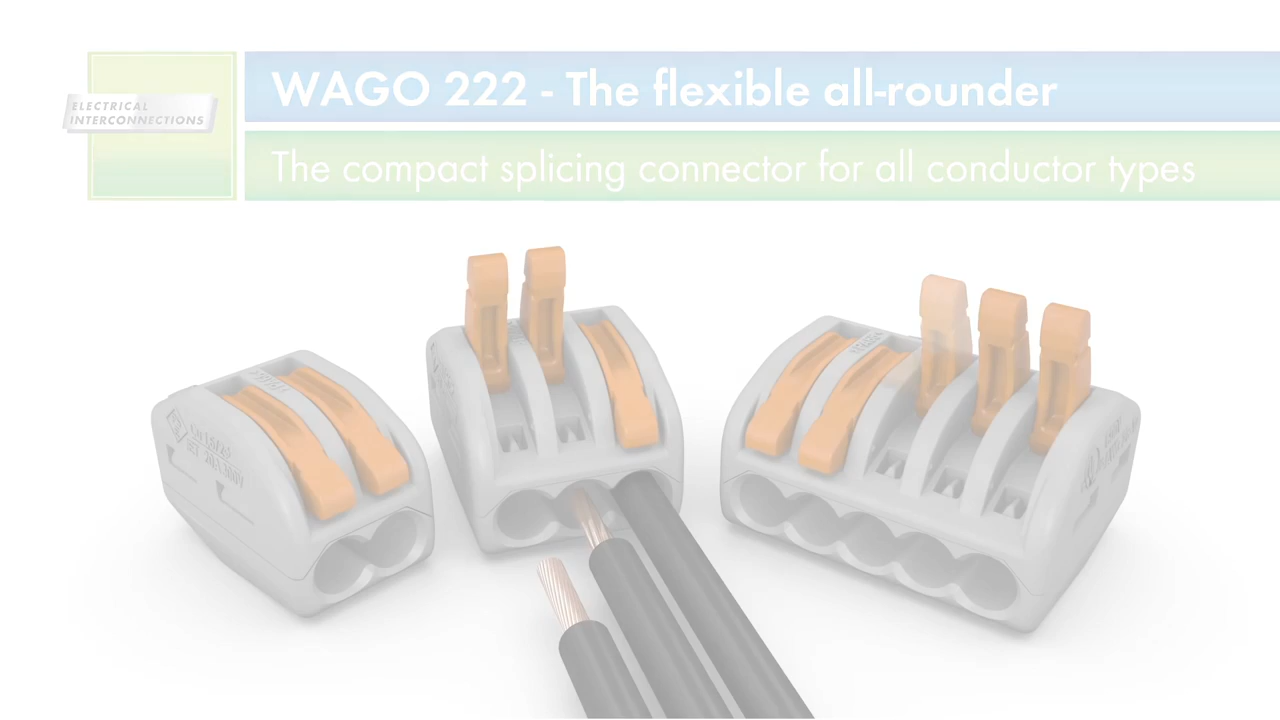 ELECTRICAL
INTERCONNECTIONS
WAGO 222 - The flexible all-rounder
The compact splicing connector for all conductor types